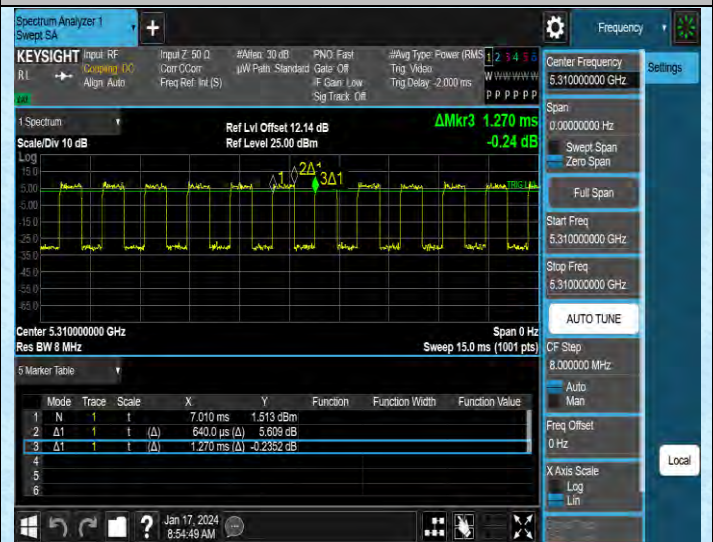 Spectrum Analyzer 1
Swept SA
+
Frequency
KEYSIGHT Input: RF
RL
Coupling: DC
Align: Auto
Input Z: 50 Ω
Corr CCorr
Freq Ref: Int (S)
#Atten: 30 dB
µW Path: Standard
PNO: Fast
Gate: Off
IF Gain: Low
Sig Track: Off
#Avg Type: Power (RMS
Trig: Video
Trig Delay: -2.000 ms
1 2 3 4 5 6
W W W W W W
P P P P P P
1 Spectrum
Scale/Div 10 dB
Ref Lvl Offset 12.14 dB
Ref Level 25.00 dBm
ΔMkr3 1.270 ms
-0.24 dB
Log
15.0
5.00
-5.00
-15.0
-25.0
-35.0
-45.0
-55.0
-65.0
1
2Δ1
3Δ1
Center 5.310000000 GHz
Res BW 8 MHz
Span 0 Hz
Sweep 15.0 ms (1001 pts)
5 Marker Table
Mode Trace Scale X Y Function Function Width Function Value
1 N 1 t 7.010 ms 1.513 dBm
2 Δ1 1 t (Δ) 640.0 µs (Δ) 5.609 dB
3 Δ1 1 t (Δ) 1.270 ms (Δ) -0.2352 dB
4
5
6
Jan 17, 2024
8:54:49 AM
?
Center Frequency
5.310000000 GHz
Settings
Span
0.00000000 Hz
Swept Span
Zero Span
Full Span
Start Freq
5.310000000 GHz
Stop Freq
5.310000000 GHz
AUTO TUNE
CF Step
8.000000 MHz
Auto
Man
Freq Offset
0 Hz
X Axis Scale
Log
Lin
Local